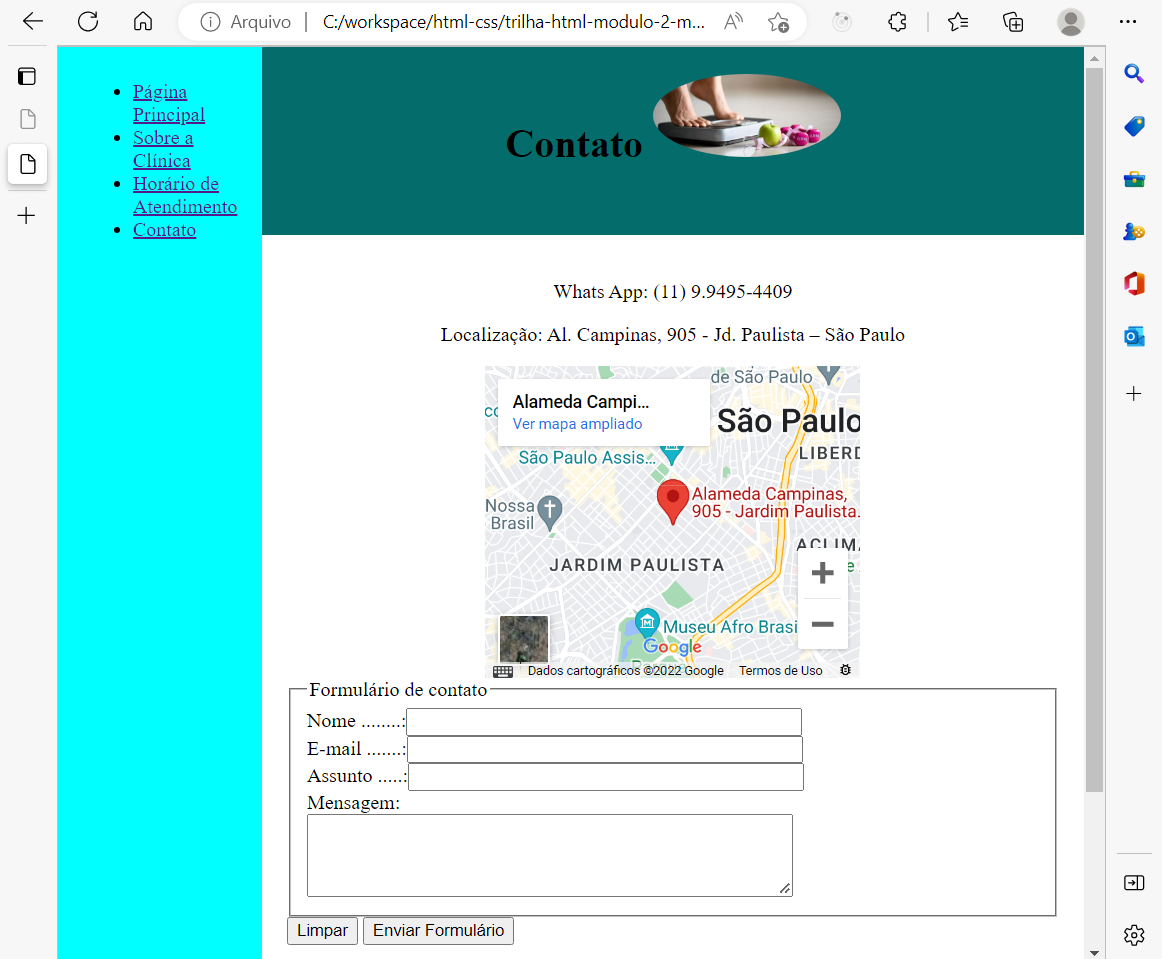 Arquivo
C:/workspace/html-css/trilha-html-modulo-2-m...
Página
Principal
Sobre a
Clínica
Horário de
Atendimento
Contato
Contato
Whats App: (11) 9.9495-4409
Localização: Al. Campinas, 905 - Jd. Paulista – São Paulo
de São Paulo
Alameda Campi...
Ver mapa ampliado
São Paulo
LIBERD
São Paulo Assis...
Alameda Campinas,
905 - Jardim Paulista.
Nossa
Brasil
ACLIMA
JARDIM PAULISTA
Museu Afro Brasi
Google
Dados cartográficos ©2022 Google
Termos de Uso
Formulário de contato
Nome ........:
E-mail .......:
Assunto .....:
Mensagem:
Limpar
Enviar Formulário